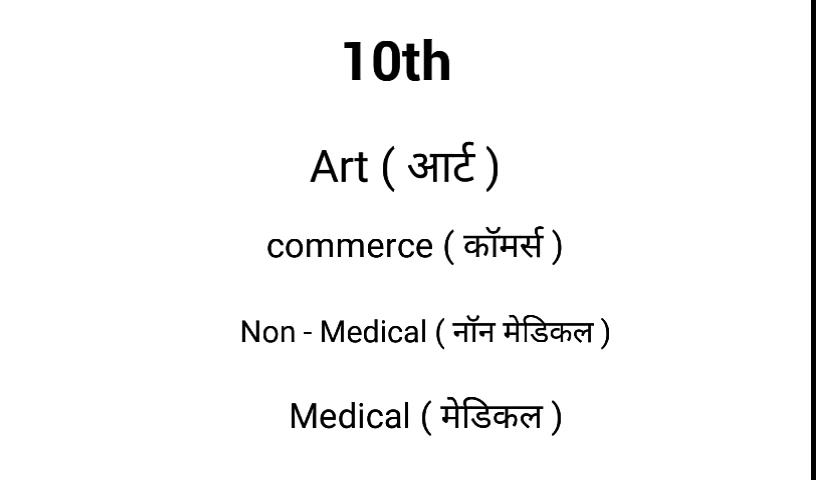 10th
Art ( आर्ट )
commerce ( कॉमर्स )
Non - Medical ( नॉन मेडिकल )
Medical ( मेडिकल )